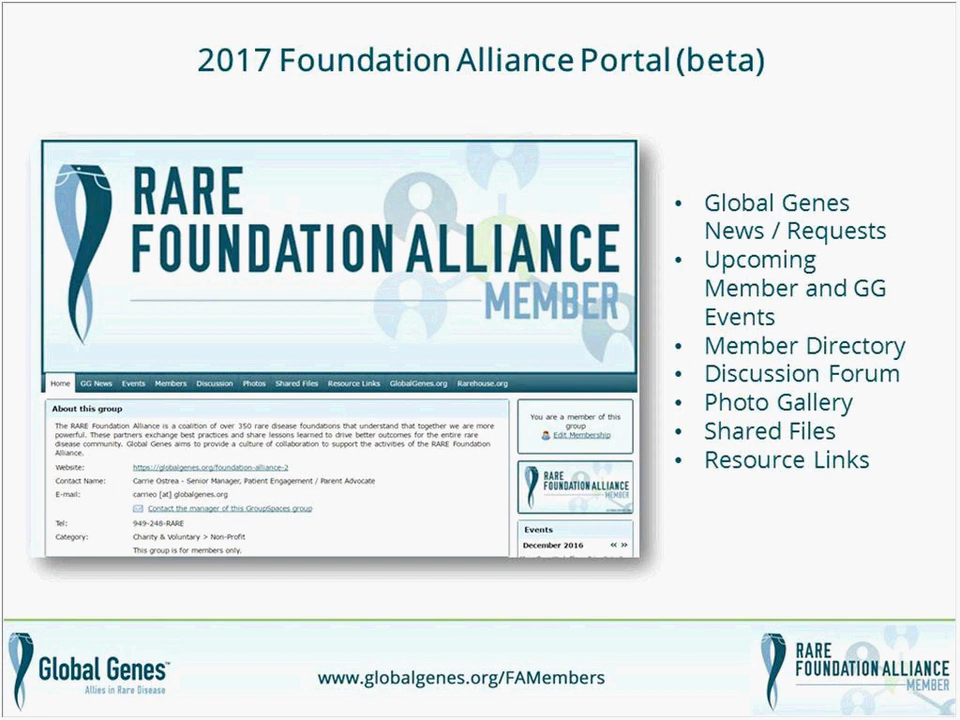 2017 Foundation Alliance Portal (beta)
RARE
FOUNDATION ALLIANCE
MEMBER
Home GG News Events Members Discussion Photos Shared Files Resource Links GlobalGenes.org Rarehouse.org
About this group
The RARE Foundation Alliance is a coalition of over 350 rare disease foundations that understand that together we are more
powerful. These partners exchange best practices and share lessons learned to drive better outcomes for the entire rare
disease community. Global Genes aims to provide a culture of collaboration to support the activities of the RARE Foundation
Alliance.
Website: https://globalgenes.org/foundation-alliance-2
Contact Name: Carrie Ostrea - Senior Manager, Patient Engagement / Parent Advocate
E-mail: carrieo [at] globalgenes.org
Contact the manager of this GroupSpaces group
Tel: 949-248-RARE
Category: Charity & Voluntary > Non-Profit
This group is for members only.
You are a member of this
group
Edit Membership
RARE
FOUNDATION ALLIANCE
MEMBER
Events
December 2016 « »
• Global Genes
News / Requests
• Upcoming
Member and GG
Events
• Member Directory
• Discussion Forum
• Photo Gallery
• Shared Files
• Resource Links
Global Genes™
Allies in Rare Disease
www.globalgenes.org/FAMembers
RARE
FOUNDATION ALLIANCE
MEMBER